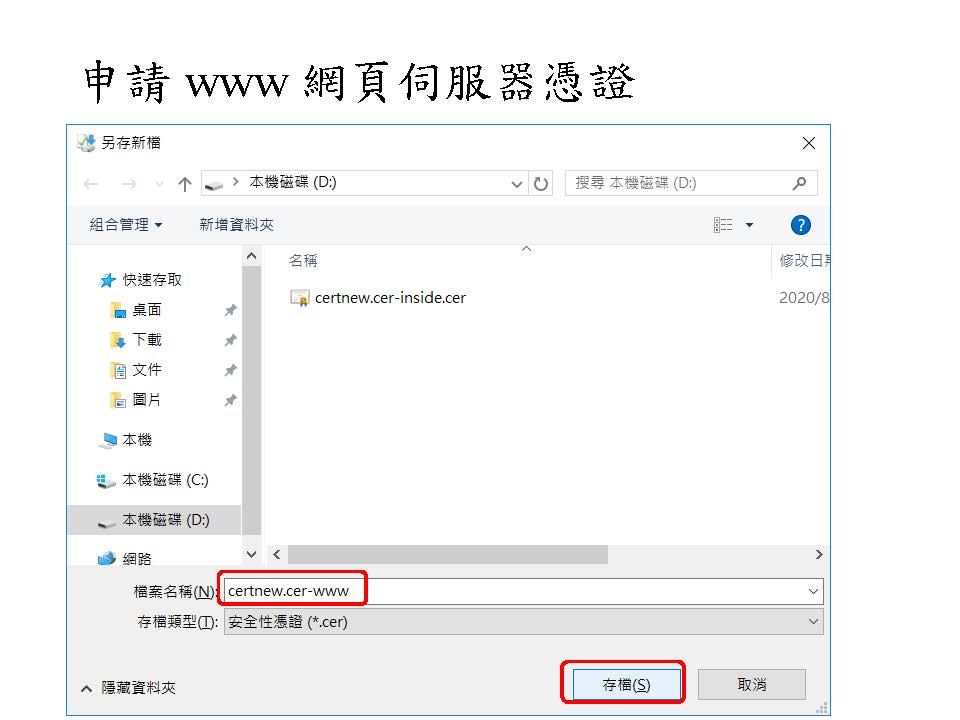 申請 www 網頁伺服器憑證
另存新檔
本機磁碟 (D:)
搜尋 本機磁碟 (D:)
組合管理
新增資料夾
名稱
修改日期
快速存取
certnew.cer-inside.cer
2020/8
桌面
下載
文件
圖片
本機
本機磁碟 (C:)
本機磁碟 (D:)
網路
檔案名稱(N): certnew.cer-www
存檔類型(T): 安全性憑證 (*.cer)
隱藏資料夾
存檔(S)
取消